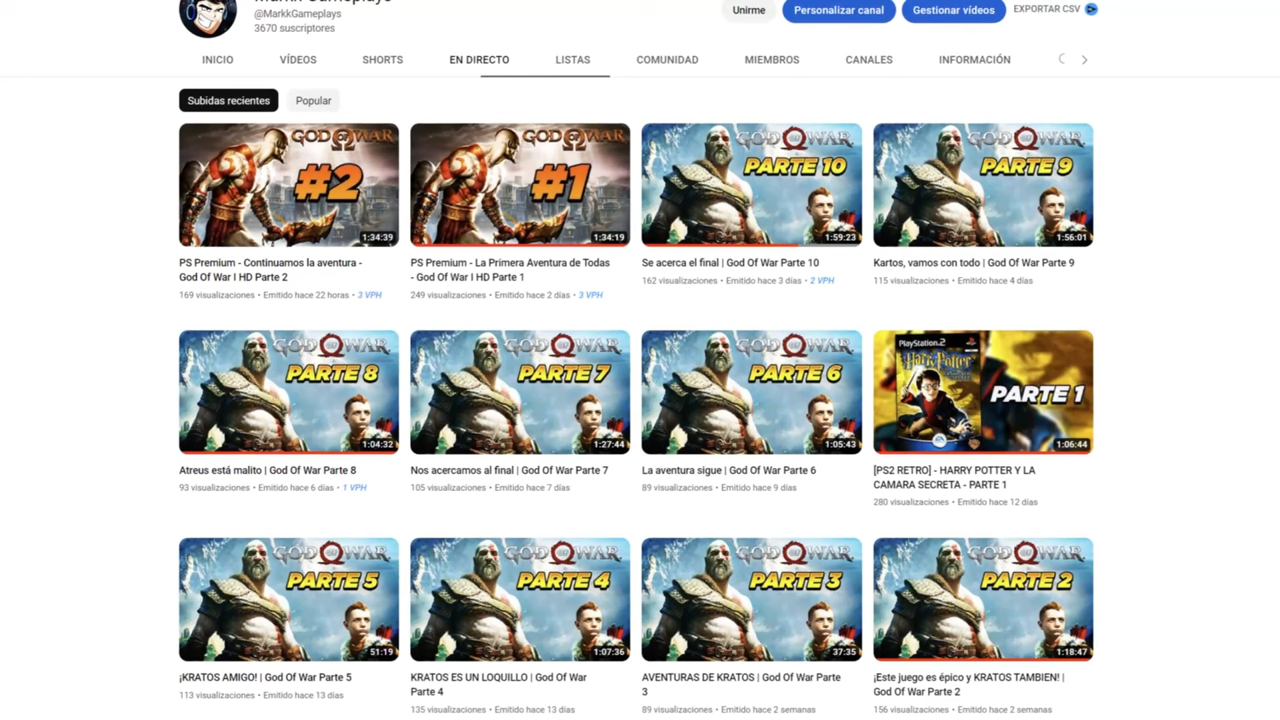 @MarkkGameplays
3670 suscriptores
Unirme
Personalizar canal
Gestionar vídeos
EXPORTAR CSV
INICIO
VÍDEOS
SHORTS
EN DIRECTO
LISTAS
COMUNIDAD
MIEMBROS
CANALES
INFORMACIÓN
Subidas recientes
Popular
GOD OF WAR
#2
1:34:39
GOD OF WAR
#1
1:34:19
GOD OF WAR
PARTE 10
1:59:23
GOD OF WAR
PARTE 9
1:56:01
PS Premium - Continuamos la aventura -
God Of War I HD Parte 2
169 visualizaciones • Emitido hace 22 horas • 3 VPH
PS Premium - La Primera Aventura de Todas
- God Of War I HD Parte 1
249 visualizaciones • Emitido hace 2 días • 3 VPH
Se acerca el final | God Of War Parte 10
162 visualizaciones • Emitido hace 3 días • 2 VPH
Kartos, vamos con todo | God Of War Parte 9
115 visualizaciones • Emitido hace 4 días
GOD OF WAR
PARTE 8
1:04:32
GOD OF WAR
PARTE 7
1:27:44
GOD OF WAR
PARTE 6
1:05:43
PlayStation.2
Harry Potter
EA
PARTE 1
1:06:44
Atreus está malito | God Of War Parte 8
93 visualizaciones • Emitido hace 6 días • 1 VPH
Nos acercamos al final | God Of War Parte 7
105 visualizaciones • Emitido hace 7 días
La aventura sigue | God Of War Parte 6
89 visualizaciones • Emitido hace 9 días
[PS2 RETRO] - HARRY POTTER Y LA
CAMARA SECRETA - PARTE 1
280 visualizaciones • Emitido hace 12 días
GOD OF WAR
PARTE 5
51:19
GOD OF WAR
PARTE 4
1:07:36
GOD OF WAR
PARTE 3
37:35
GOD OF WAR
PARTE 2
1:18:47
¡KRATOS AMIGO! | God Of War Parte 5
113 visualizaciones • Emitido hace 13 días
KRATOS ES UN LOQUILLO | God Of War
Parte 4
135 visualizaciones • Emitido hace 13 días
AVENTURAS DE KRATOS | God Of War Parte
3
89 visualizaciones • Emitido hace 2 semanas
¡Este juego es épico y KRATOS TAMBIEN! |
God Of War Parte 2
156 visualizaciones • Emitido hace 2 semanas